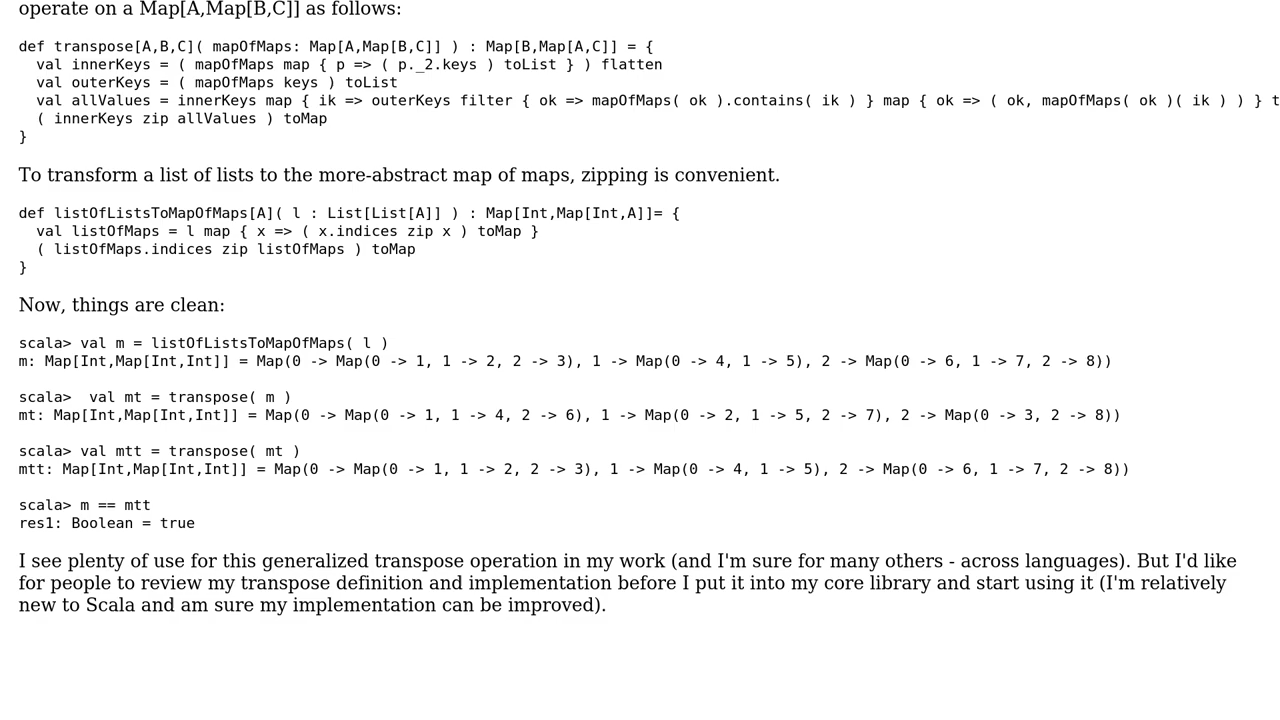 operate on a Map[A,Map[B,C]] as follows:
def transpose[A,B,C]( mapOfMaps: Map[A,Map[B,C]] ) : Map[B,Map[A,C]] = {
  val innerKeys = ( mapOfMaps map { p => ( p._2.keys ) toList } ) flatten
  val outerKeys = ( mapOfMaps keys ) toList
  val allValues = innerKeys map { ik => outerKeys filter { ok => mapOfMaps( ok ).contains( ik ) } map { ok => ( ok, mapOfMaps( ok )( ik ) ) } t
  ( innerKeys zip allValues ) toMap
}
To transform a list of lists to the more-abstract map of maps, zipping is convenient.
def listOfListsToMapOfMaps[A]( l : List[List[A]] ) : Map[Int,Map[Int,A]]= {
  val listOfMaps = l map { x => ( x.indices zip x ) toMap }
  ( listOfMaps.indices zip listOfMaps ) toMap
}
Now, things are clean:
scala> val m = listOfListsToMapOfMaps( l )
m: Map[Int,Map[Int,Int]] = Map(0 -> Map(0 -> 1, 1 -> 2, 2 -> 3), 1 -> Map(0 -> 4, 1 -> 5), 2 -> Map(0 -> 6, 1 -> 7, 2 -> 8))
scala>  val mt = transpose( m )
mt: Map[Int,Map[Int,Int]] = Map(0 -> Map(0 -> 1, 1 -> 4, 2 -> 6), 1 -> Map(0 -> 2, 1 -> 5, 2 -> 7), 2 -> Map(0 -> 3, 2 -> 8))
scala> val mtt = transpose( mt )
mtt: Map[Int,Map[Int,Int]] = Map(0 -> Map(0 -> 1, 1 -> 2, 2 -> 3), 1 -> Map(0 -> 4, 1 -> 5), 2 -> Map(0 -> 6, 1 -> 7, 2 -> 8))
scala> m == mtt
res1: Boolean = true
I see plenty of use for this generalized transpose operation in my work (and I'm sure for many others - across languages). But I'd like
for people to review my transpose definition and implementation before I put it into my core library and start using it (I'm relatively
new to Scala and am sure my implementation can be improved).